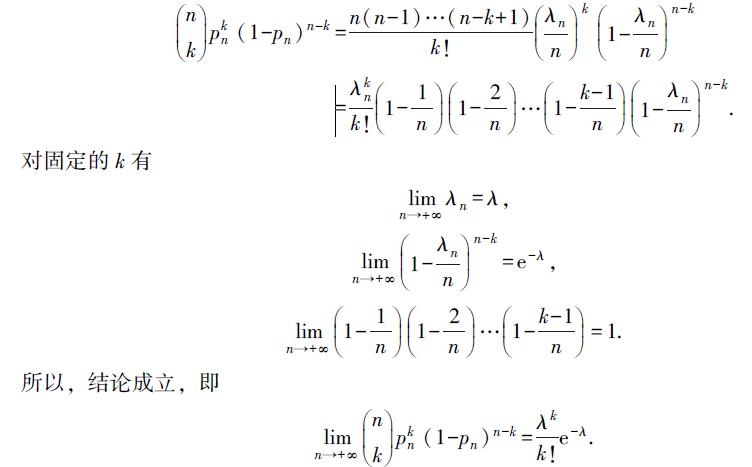 $\binom{n}{k} p_n^k (1-p_n)^{n-k} = \frac{n(n-1)\cdots(n-k+1)}{k!} \left(\frac{\lambda_n}{n}\right)^k \left(1-\frac{\lambda_n}{n}\right)^{n-k}$
$= \frac{\lambda_n^k}{k!} \left(1-\frac{1}{n}\right) \left(1-\frac{2}{n}\right) \cdots \left(1-\frac{k-1}{n}\right) \left(1-\frac{\lambda_n}{n}\right)^{n-k}.$
对固定的 k 有
$\lim_{n\to+\infty} \lambda_n = \lambda,$
$\lim_{n\to+\infty} \left(1-\frac{\lambda_n}{n}\right)^{n-k} = \mathrm{e}^{-\lambda},$
$\lim_{n\to+\infty} \left(1-\frac{1}{n}\right) \left(1-\frac{2}{n}\right) \cdots \left(1-\frac{k-1}{n}\right) = 1.$
所以，结论成立，即
$\lim_{n\to+\infty} \binom{n}{k} p_n^k (1-p_n)^{n-k} = \frac{\lambda^k}{k!} \mathrm{e}^{-\lambda}.$